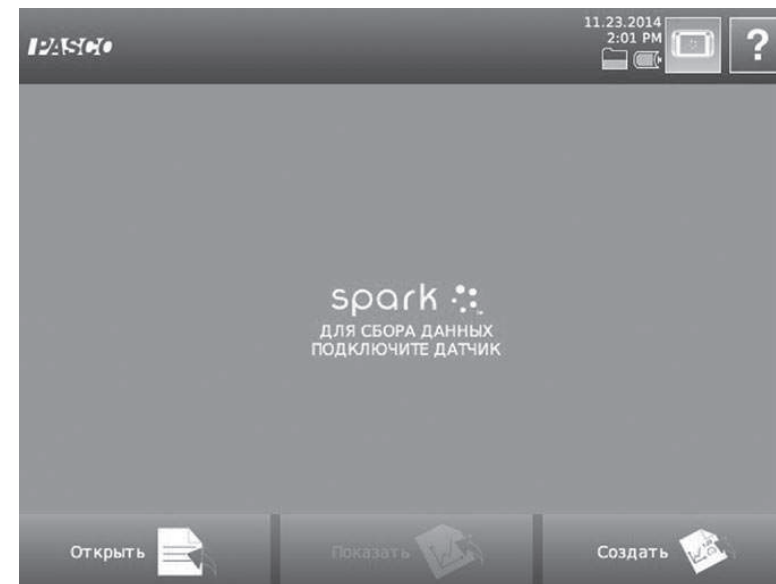 PASCO
11.23.2014
2:01 PM
?
spark
ДЛЯ СБОРА ДАННЫХ
ПОДКЛЮЧИТЕ ДАТЧИК
Открыть
Показать
Создать